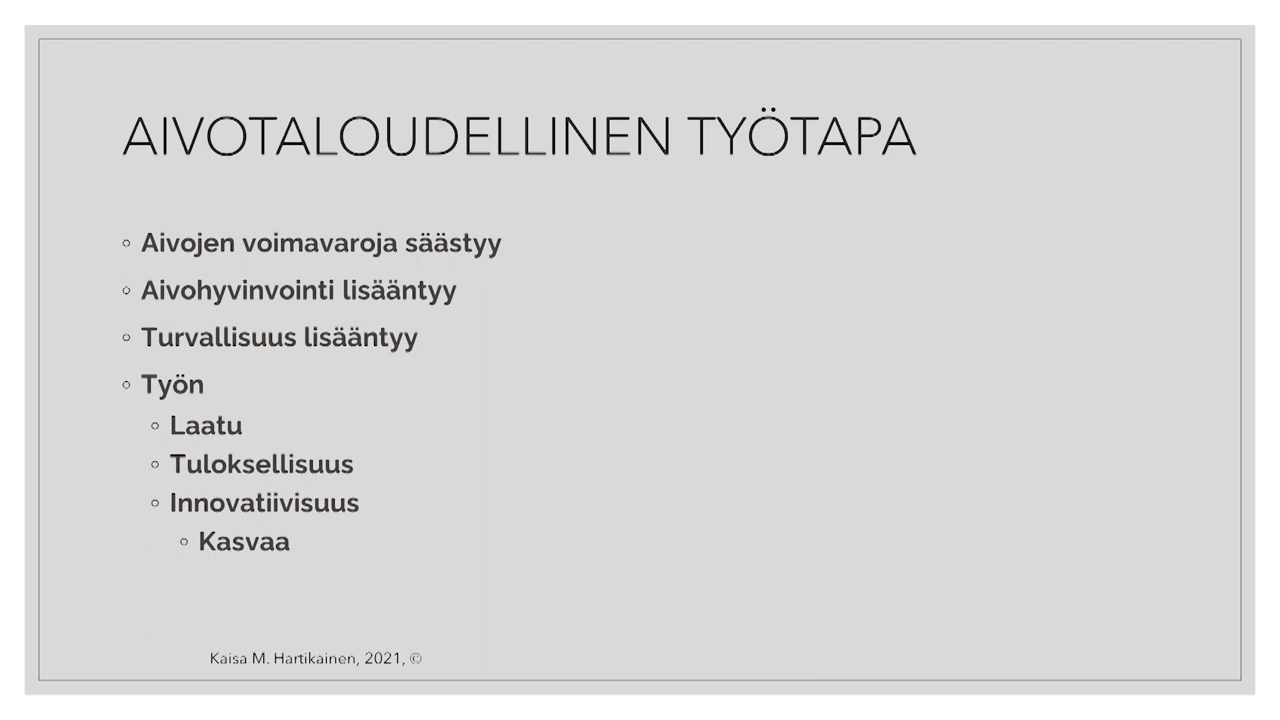 AIVOTALOUDELLINEN TYÖTAPA
Aivojen voimavaroja säästyy
Aivohyvinvointi lisääntyy
Turvallisuus lisääntyy
Työn
Laatu
Tuloksellisuus
Innovatiivisuus
Kasvaa
Kaisa M. Hartikainen, 2021, ©